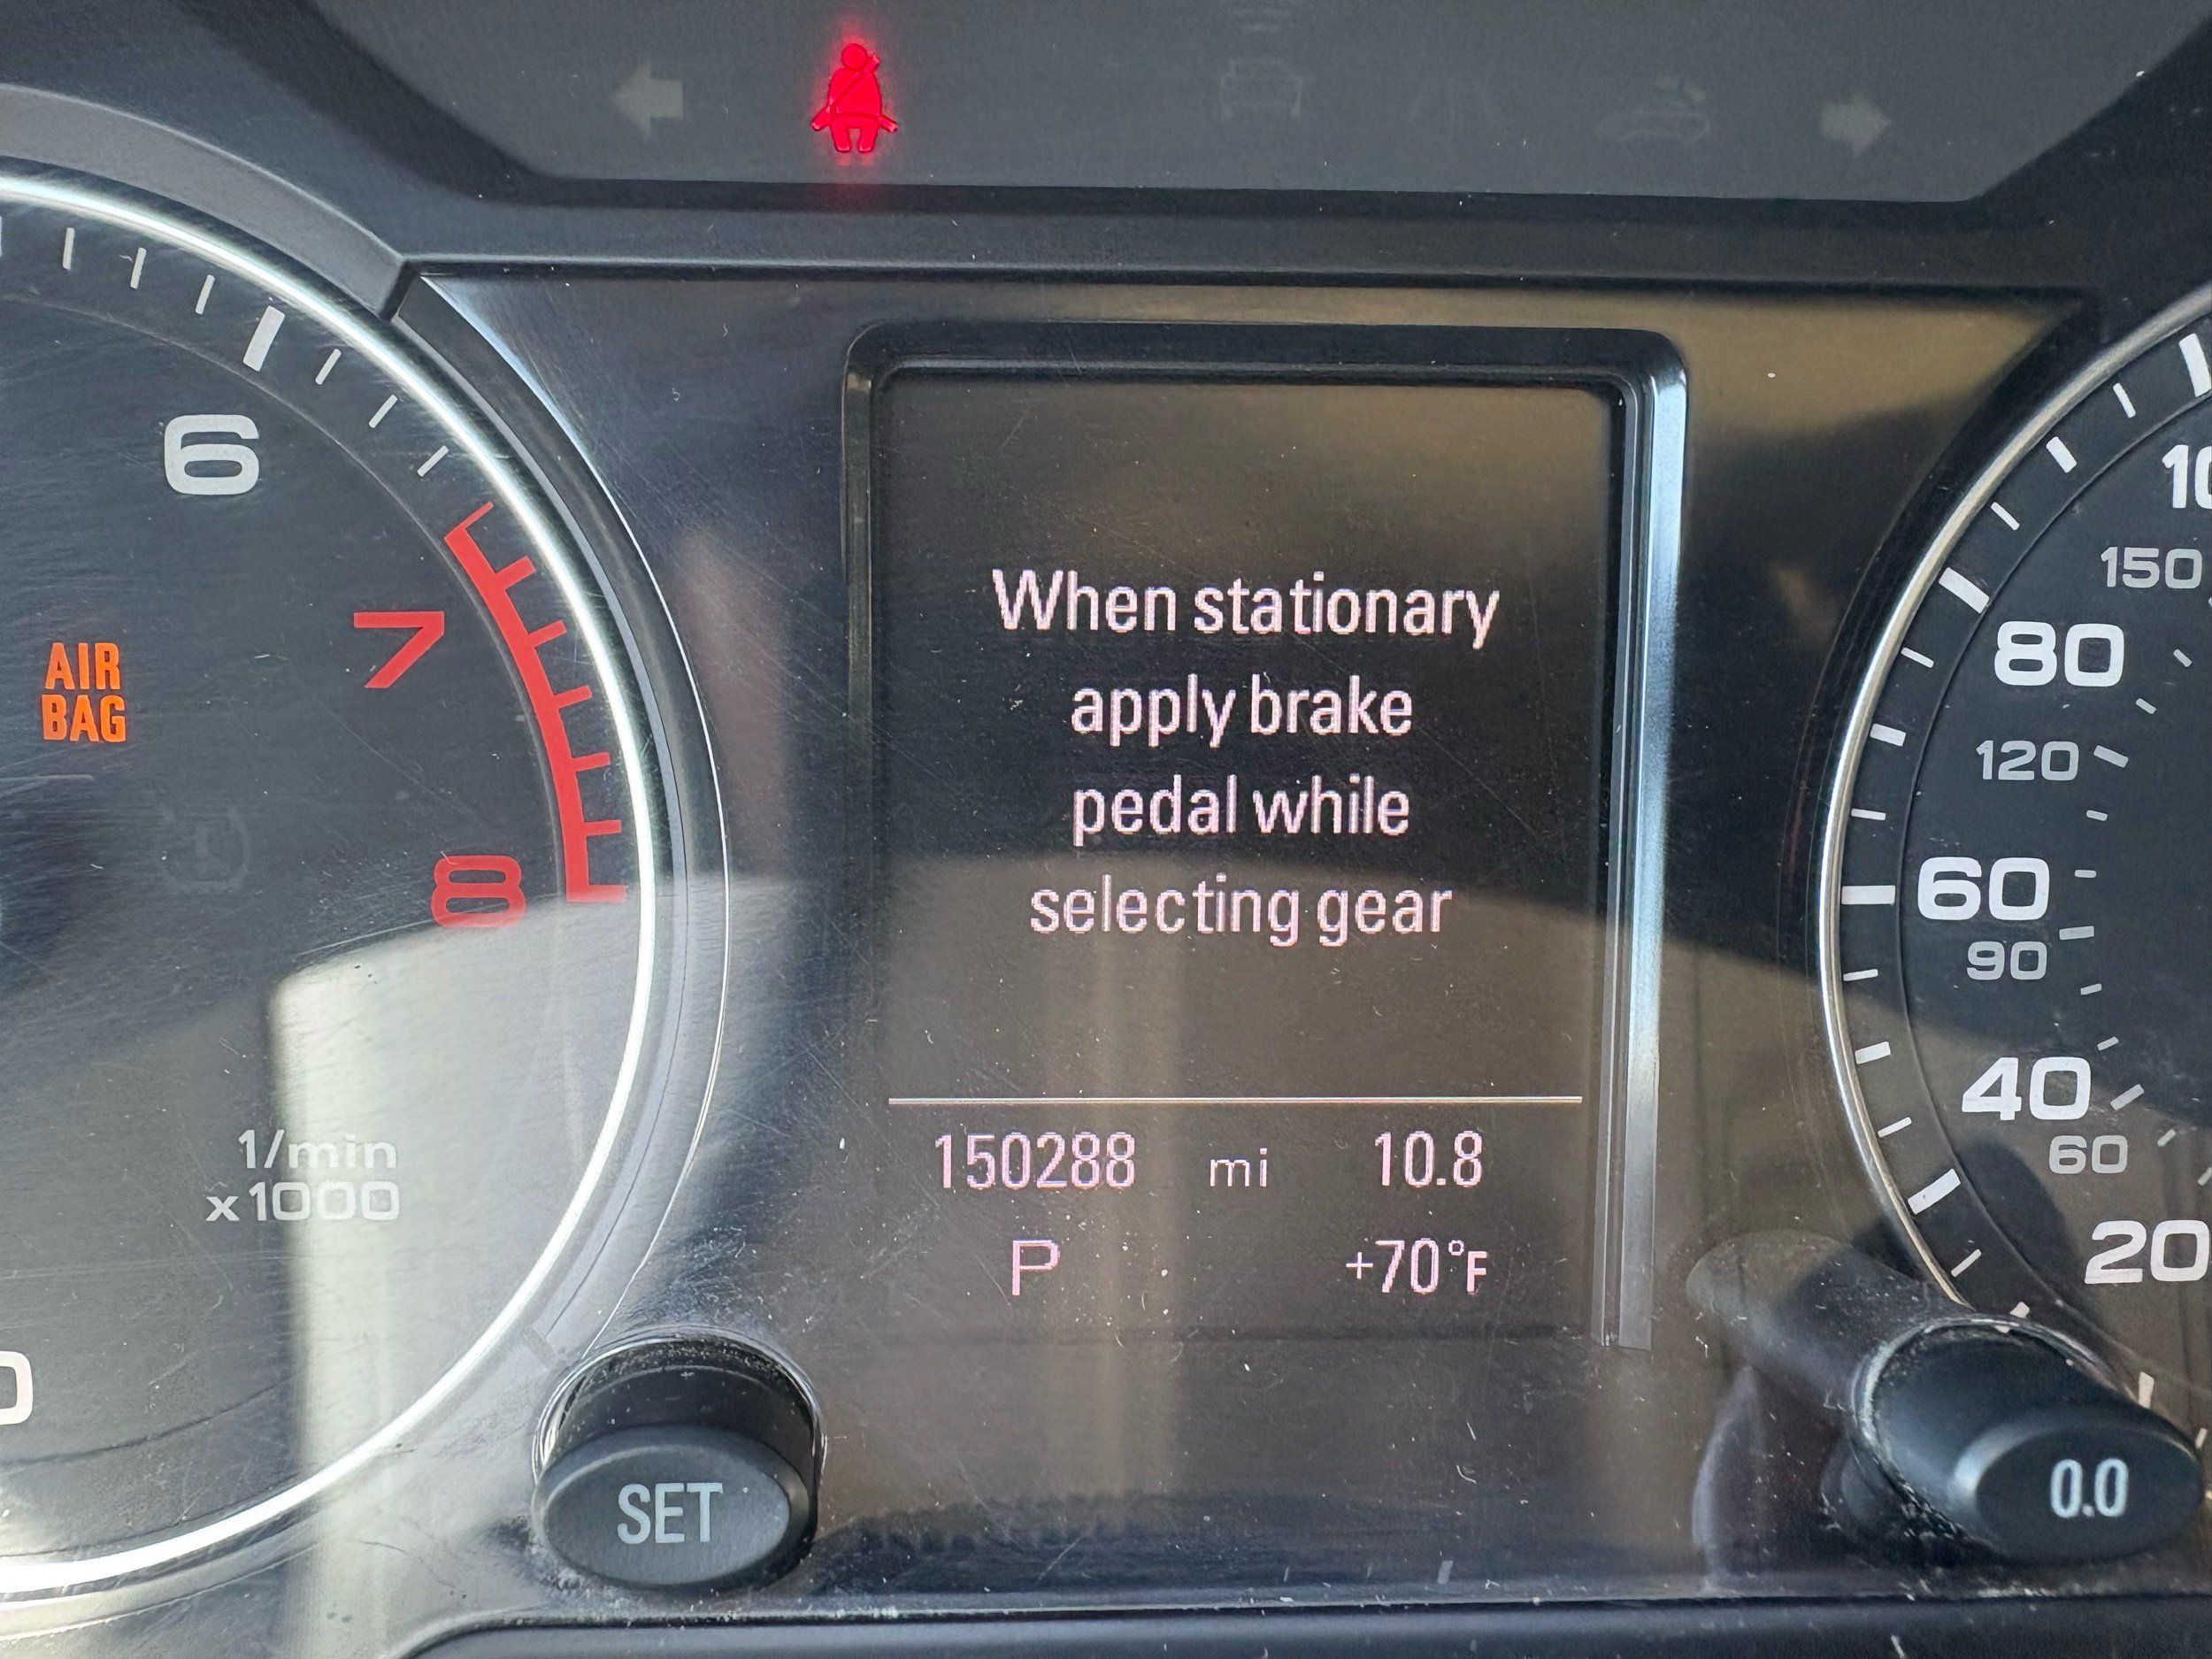 6
7
8
AIR
BAG
1/min
x1000
0
When stationary
apply brake
pedal while
selecting gear
150288 mi 10.8
P +70°F
SET
150
80
120
60
90
40
60
20
0.0